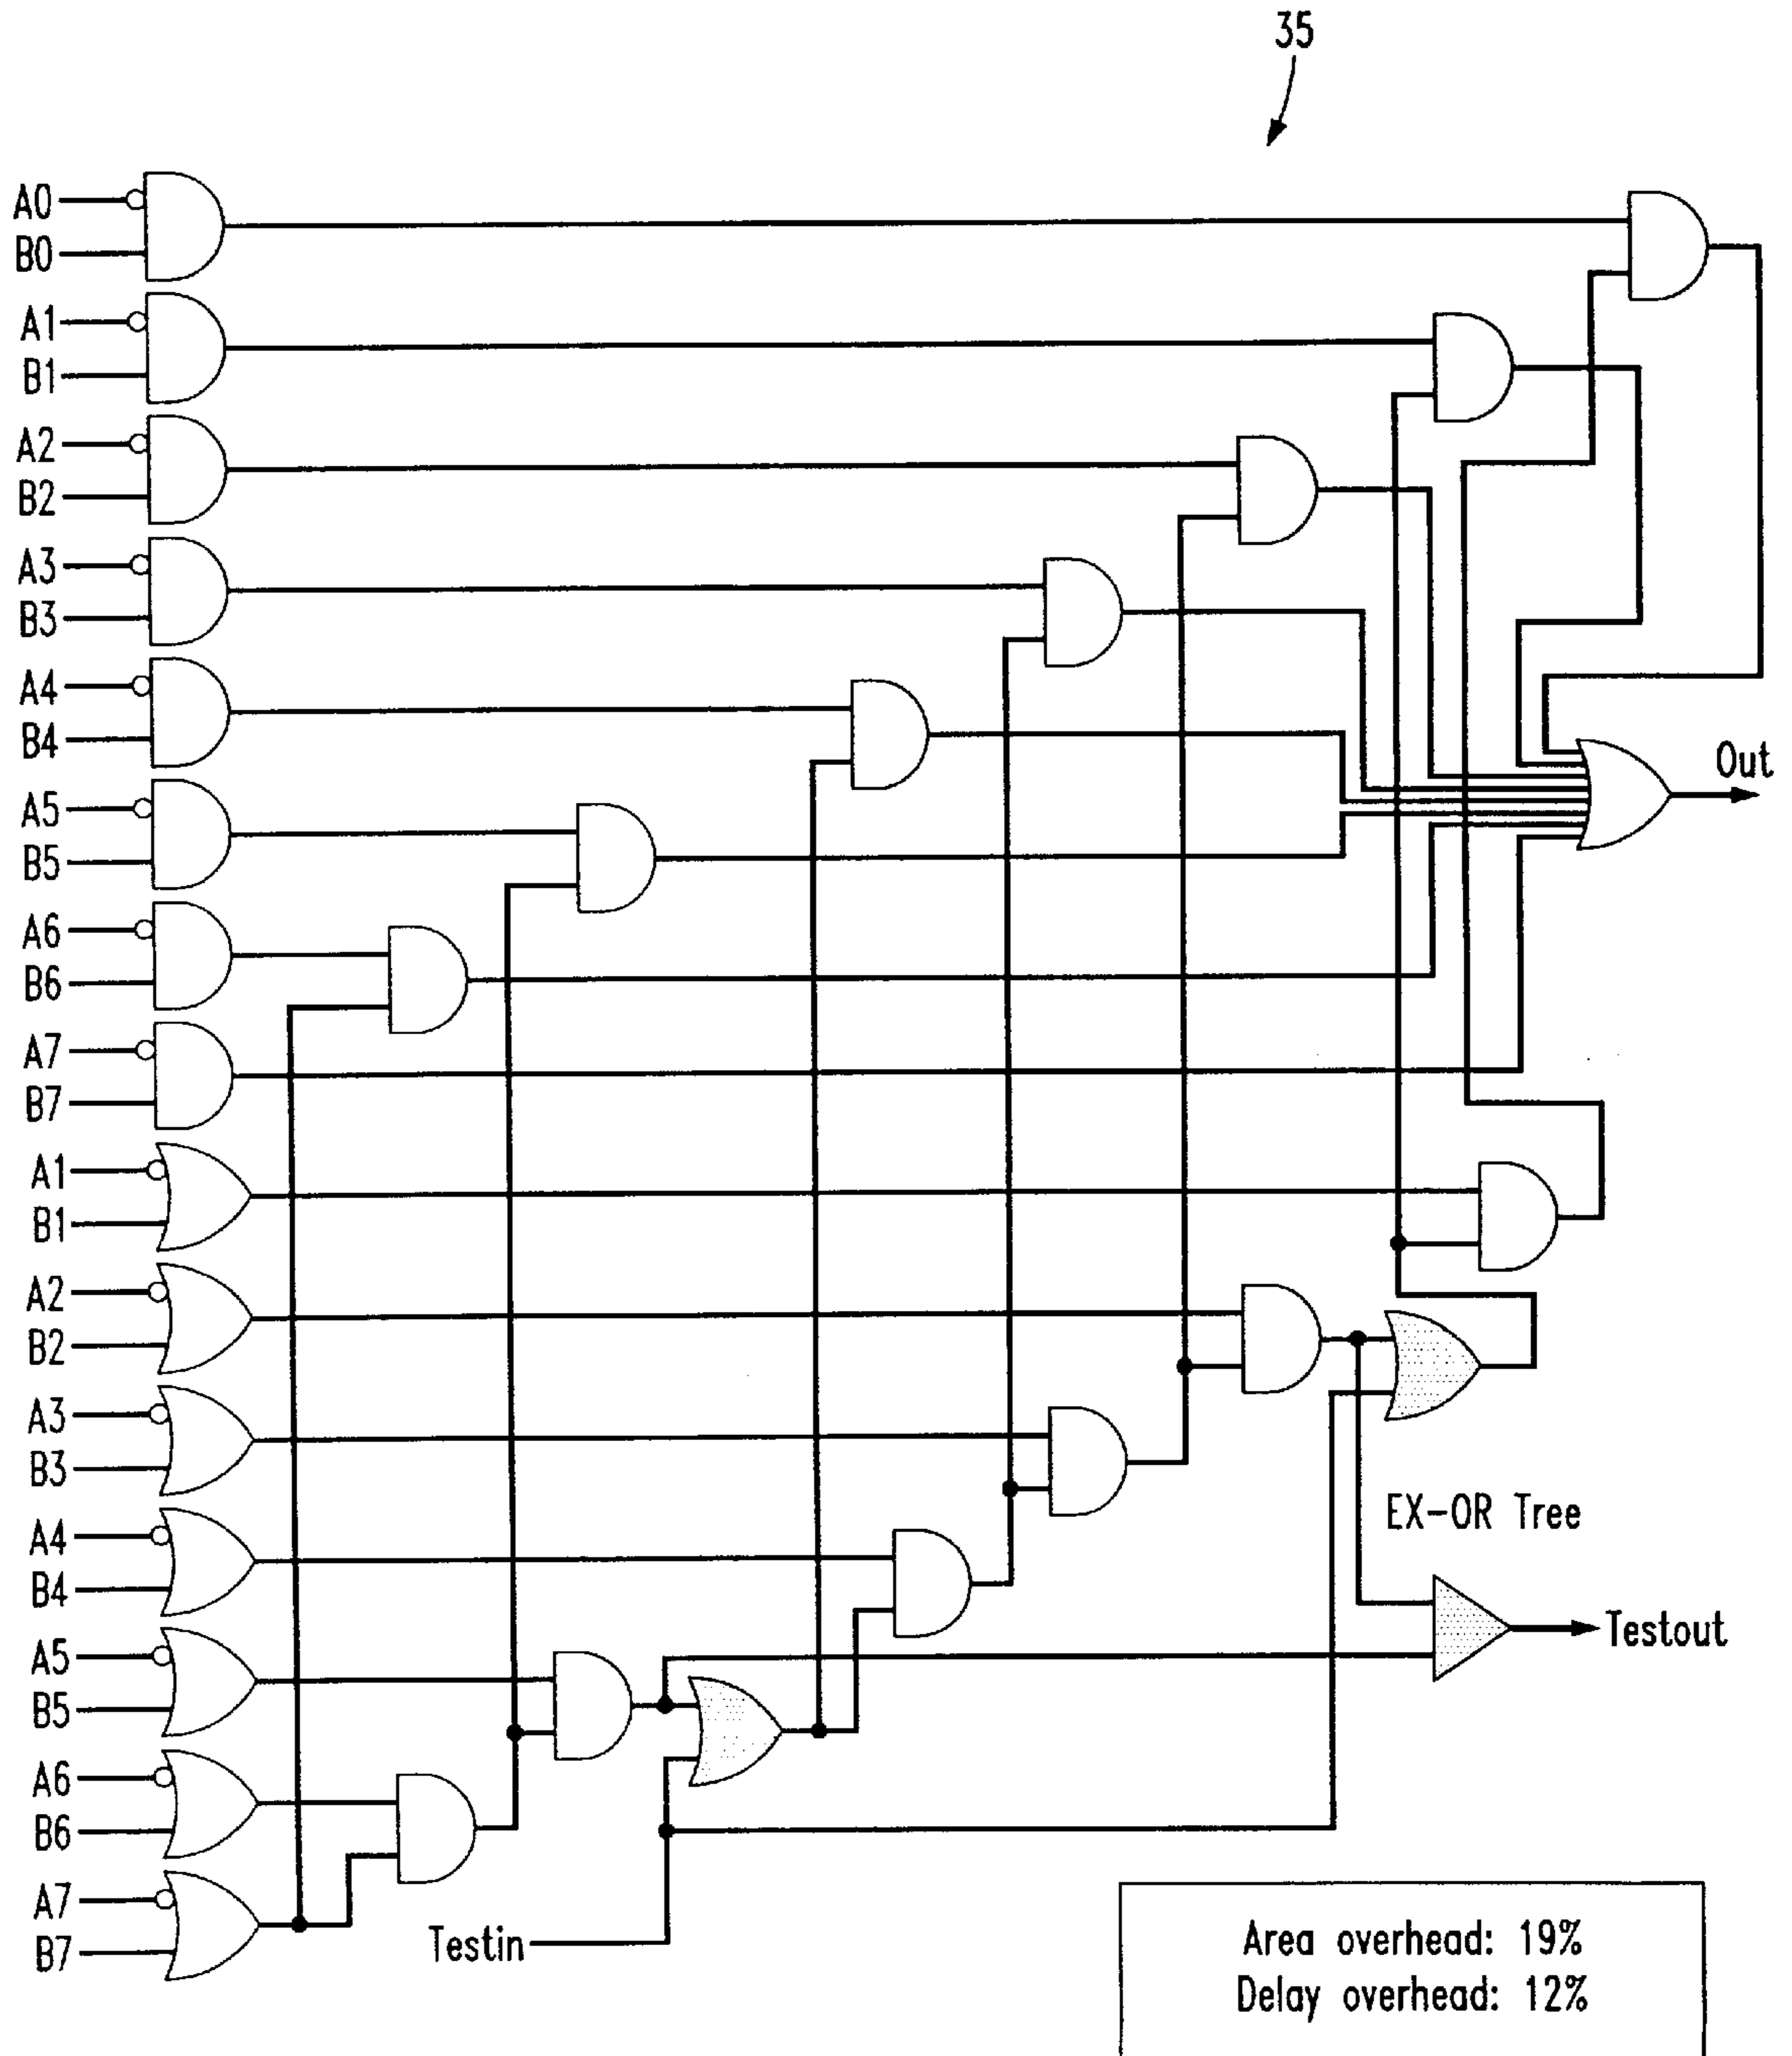 35
A0
B0
A1
B1
A2
B2
A3
B3
A4
B4
Out
A5
B5
A6
B6
A7
B7
A1
B1
A2
B2
A3
B3
EX-OR Tree
A4
B4
Testout
A5
B5
A6
B6
A7
B7
Testin
Area overhead: 19%
Delay overhead: 12%